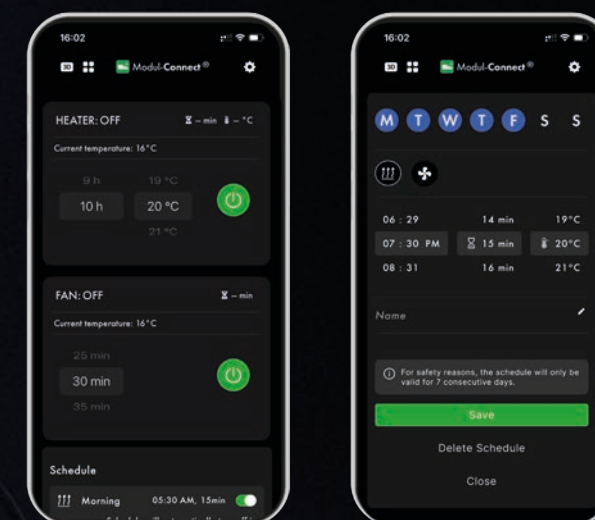 16:02
3D Modul-Connect®
HEATER: OFF – min – °C
Current temperature: 16°C
9 h 19 °C
10 h 20 °C
21 °C
FAN: OFF – min
Current temperature: 16°C
25 min
30 min
35 min
Schedule
Morning 05:30 AM, 15min
16:02
3D Modul-Connect®
M T W T F S S
06 : 29 14 min 19°C
07 : 30 PM 15 min 20°C
08 : 31 16 min 21°C
Name
For safety reasons, the schedule will only be
valid for 7 consecutive days.
Save
Delete Schedule
Close